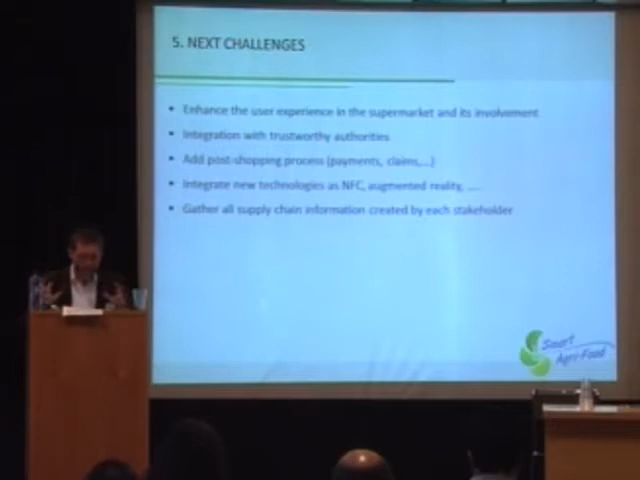 5. NEXT CHALLENGES
• Enhance the user experience in the supermarket and its involvement
• Integration with trustworthy authorities
• Add post-shopping process (payments, claims,...)
• Integrate new technologies as NFC, augmented reality, ....
• Gather all supply chain information created by each stakeholder
Smart
Agri-Food